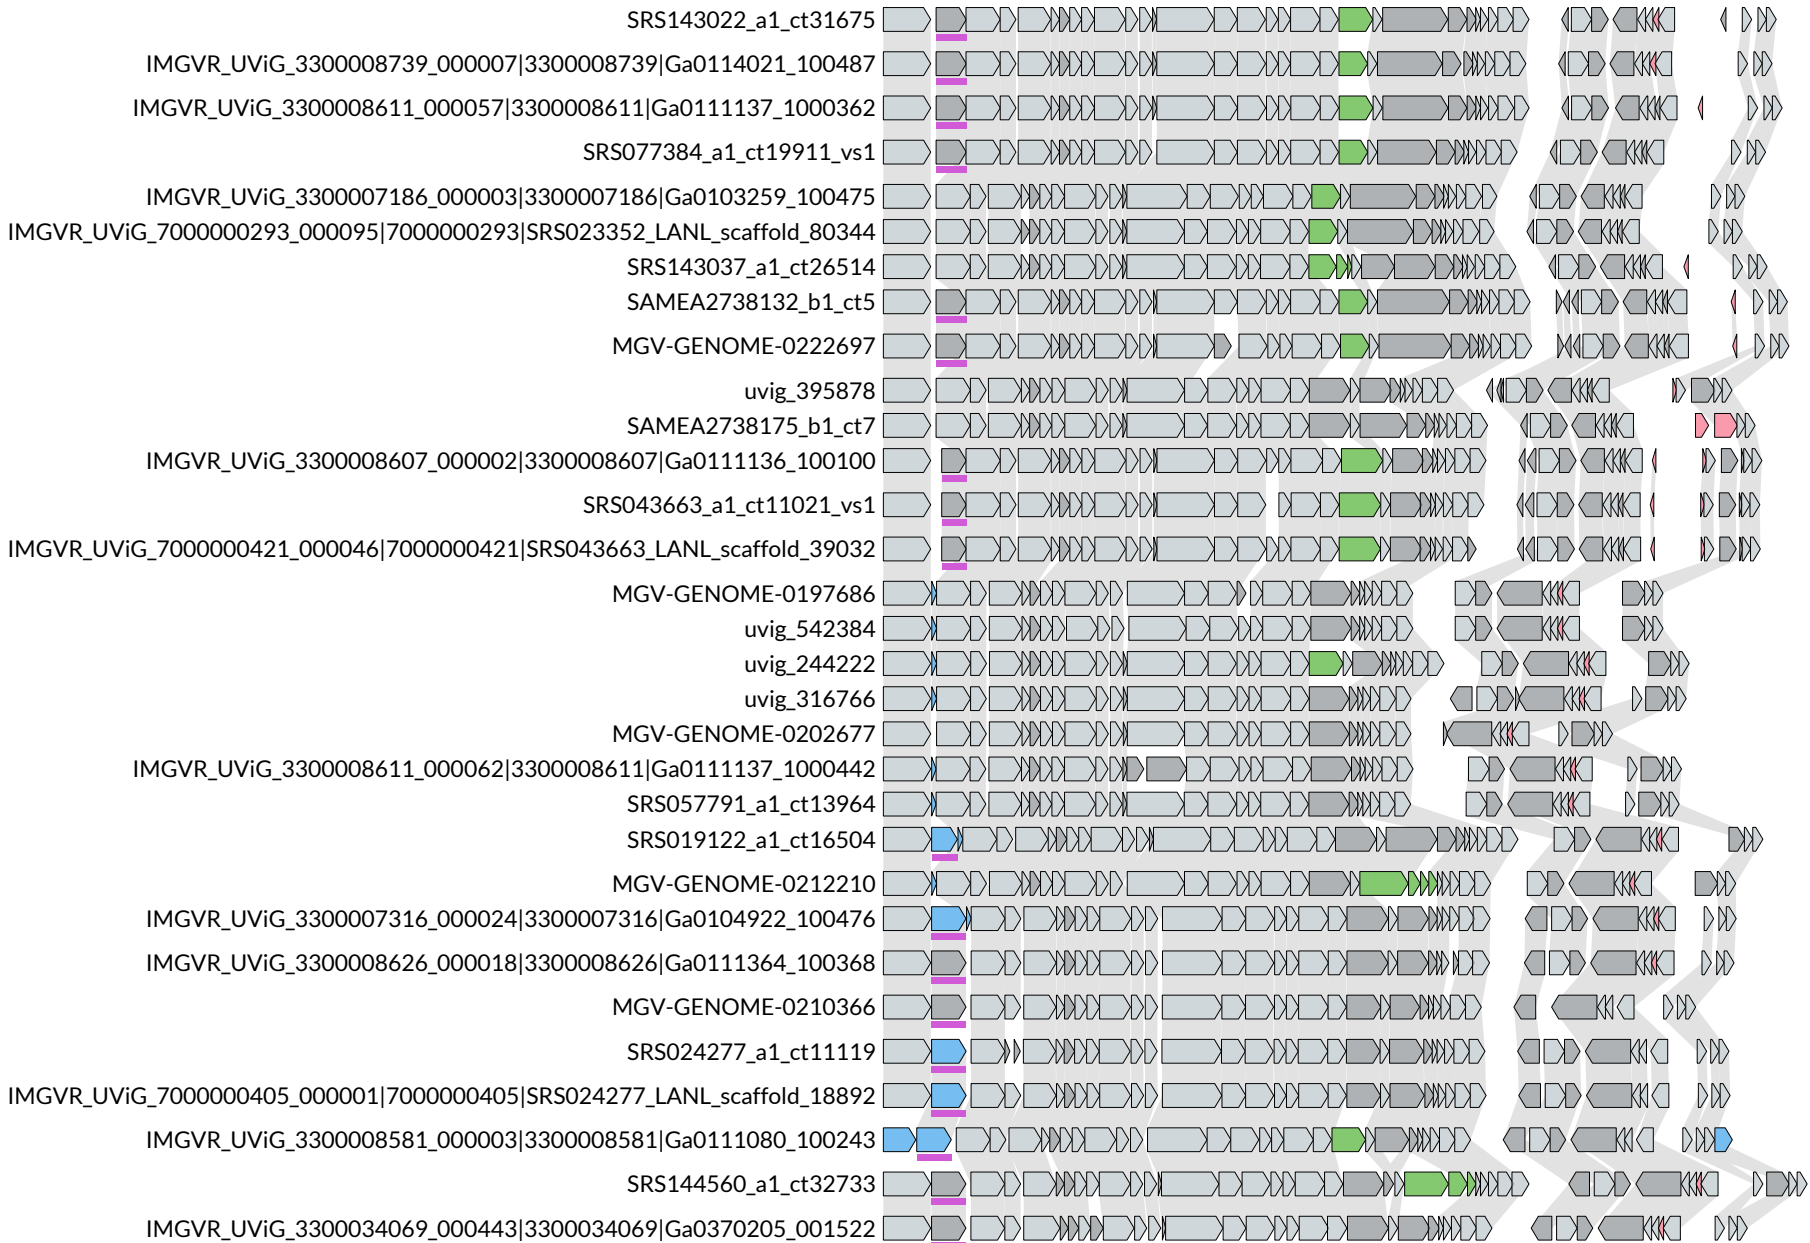 SRS143022_a1_ct31675
IMGVR_UViG_3300008739_000007|3300008739|Ga0114021_100487
IMGVR_UViG_3300008611_000057|3300008611|Ga0111137_1000362
SRS077384_a1_ct19911_vs1
IMGVR_UViG_3300007186_000003|3300007186|Ga0103259_100475
IMGVR_UViG_7000000293_000095|7000000293|SRS023352_LANL_scaffold_80344
SRS143037_a1_ct26514
SAMEA2738132_b1_ct5
MGV-GENOME-0222697
uvig_395878
SAMEA2738175_b1_ct7
IMGVR_UViG_3300008607_000002|3300008607|Ga0111136_100100
SRS043663_a1_ct11021_vs1
IMGVR_UViG_7000000421_000046|7000000421|SRS043663_LANL_scaffold_39032
MGV-GENOME-0197686
uvig_542384
uvig_244222
uvig_316766
MGV-GENOME-0202677
IMGVR_UViG_3300008611_000062|3300008611|Ga0111137_1000442
SRS057791_a1_ct13964
SRS019122_a1_ct16504
MGV-GENOME-0212210
IMGVR_UViG_3300007316_000024|3300007316|Ga0104922_100476
IMGVR_UViG_3300008626_000018|3300008626|Ga0111364_100368
MGV-GENOME-0210366
SRS024277_a1_ct11119
IMGVR_UViG_7000000405_000001|7000000405|SRS024277_LANL_scaffold_18892
IMGVR_UViG_3300008581_000003|3300008581|Ga0111080_100243
SRS144560_a1_ct32733
IMGVR_UViG_3300034069_000443|3300034069|Ga0370205_001522